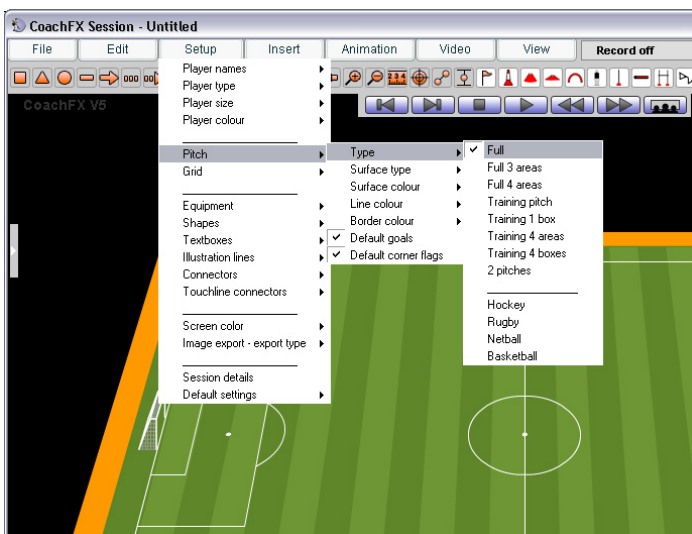 CoachFX Session - Untitled
File Edit Setup Insert Animation Video View Record off
CoachFX V5
Player names
Player type
Player size
Player colour
Pitch
Grid
Equipment
Shapes
Textboxes
Illustration lines
Connectors
Touchline connectors
Screen color
Image export - export type
Session details
Default settings
Type
Surface type
Surface colour
Line colour
Border colour
Default goals
Default corner flags
Full
Full 3 areas
Full 4 areas
Training pitch
Training 1 box
Training 4 areas
Training 4 boxes
2 pitches
Hockey
Rugby
Netball
Basketball